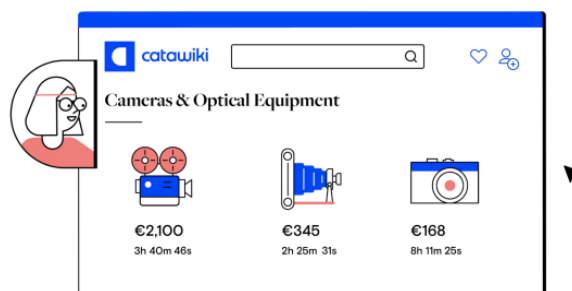 catawiki
Cameras & Optical Equipment
€2,100
€345
€168
3h 40m 46s
2h 25m 31s
8h 11m 25s